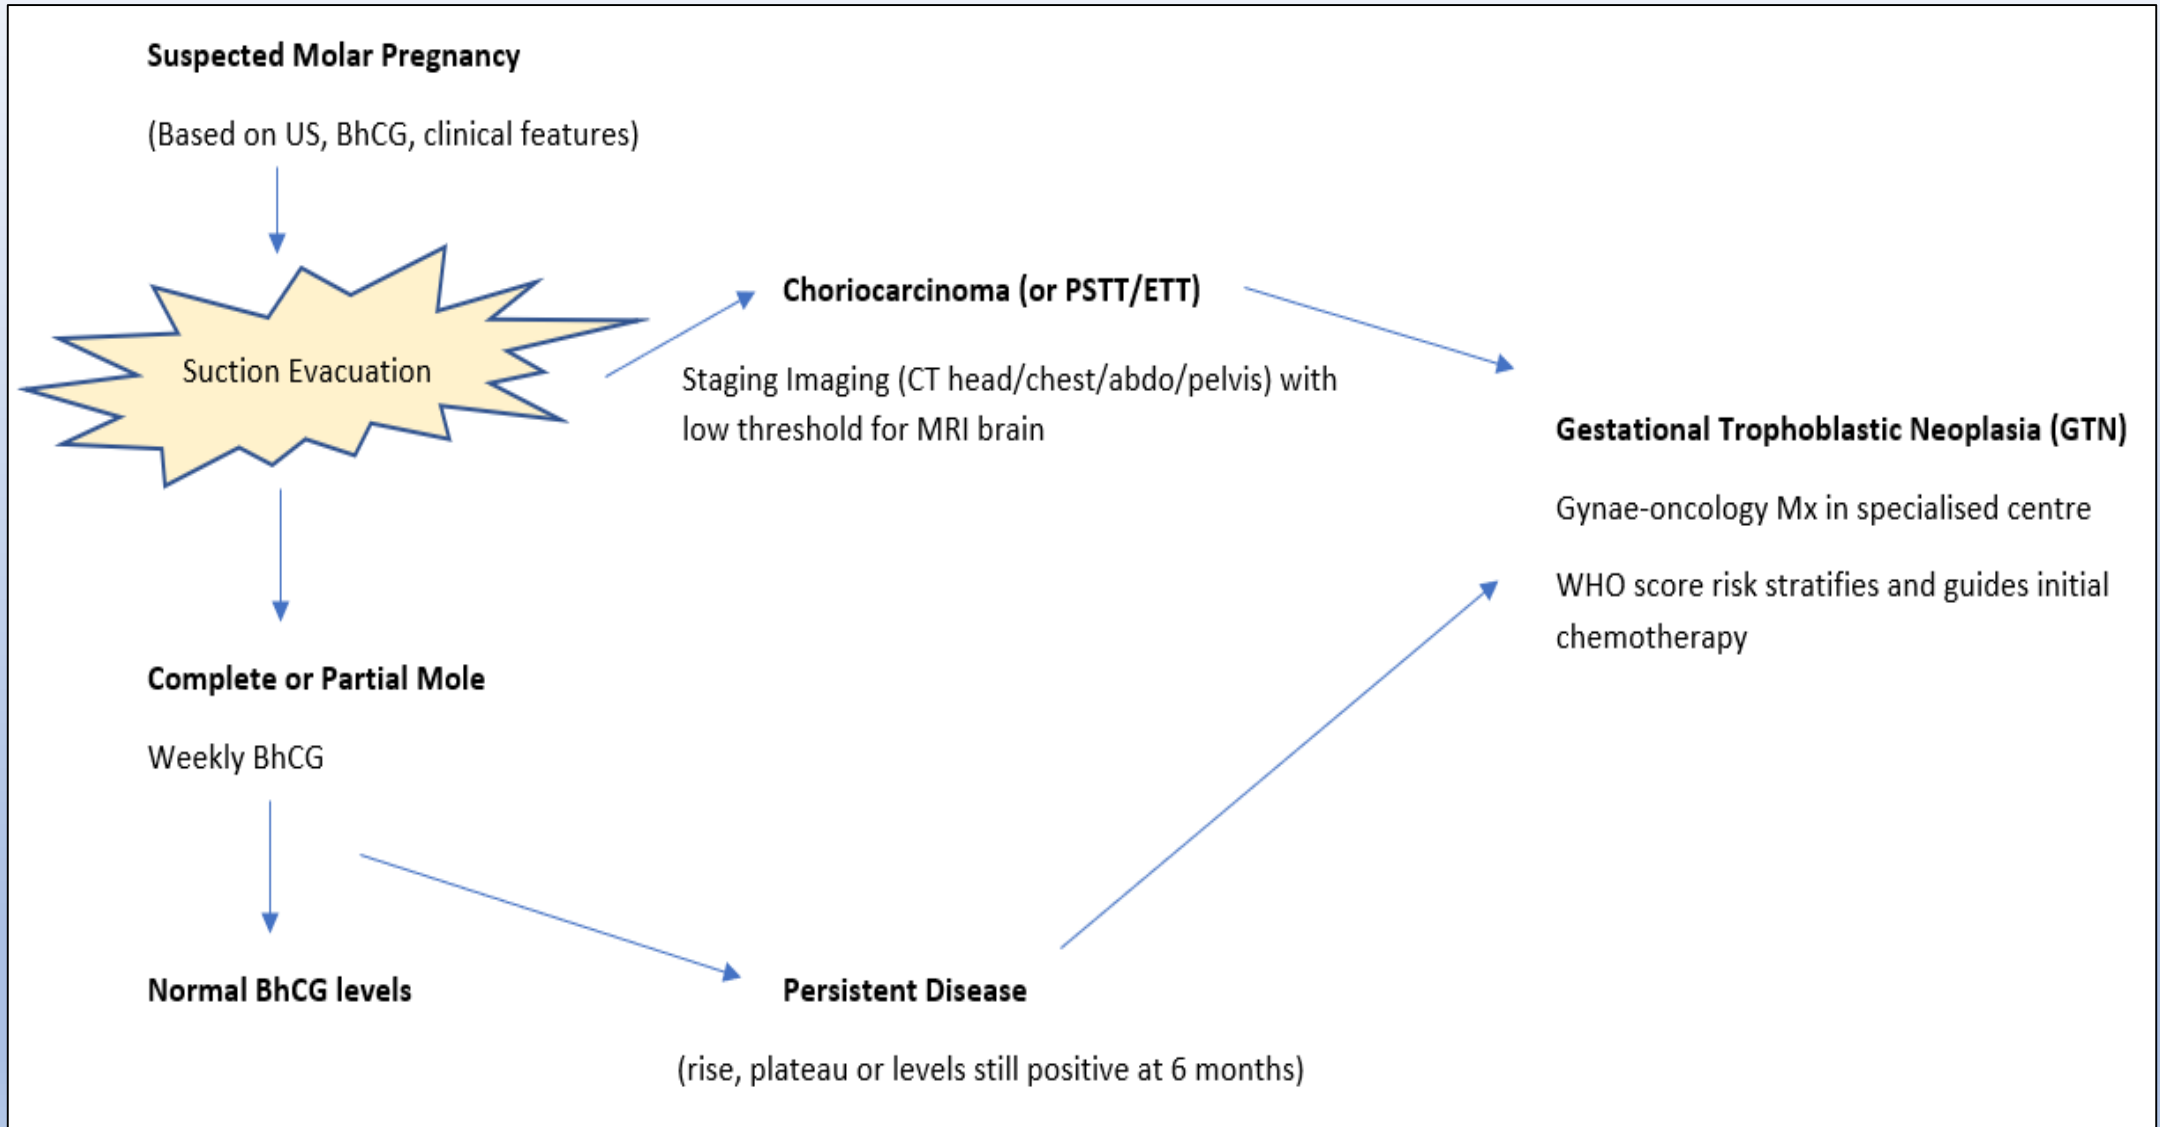 Suspected Molar Pregnancy
(Based on US, BhCG, clinical features)
Suction Evacuation
Choriocarcinoma (or PSTT/ETT)
Staging Imaging (CT head/chest/abdo/pelvis) with
low threshold for MRI brain
Gestational Trophoblastic Neoplasia (GTN)
Gynae-oncology Mx in specialised centre
WHO score risk stratifies and guides initial
chemotherapy
Complete or Partial Mole
Weekly BhCG
Normal BhCG levels
Persistent Disease
(rise, plateau or levels still positive at 6 months)